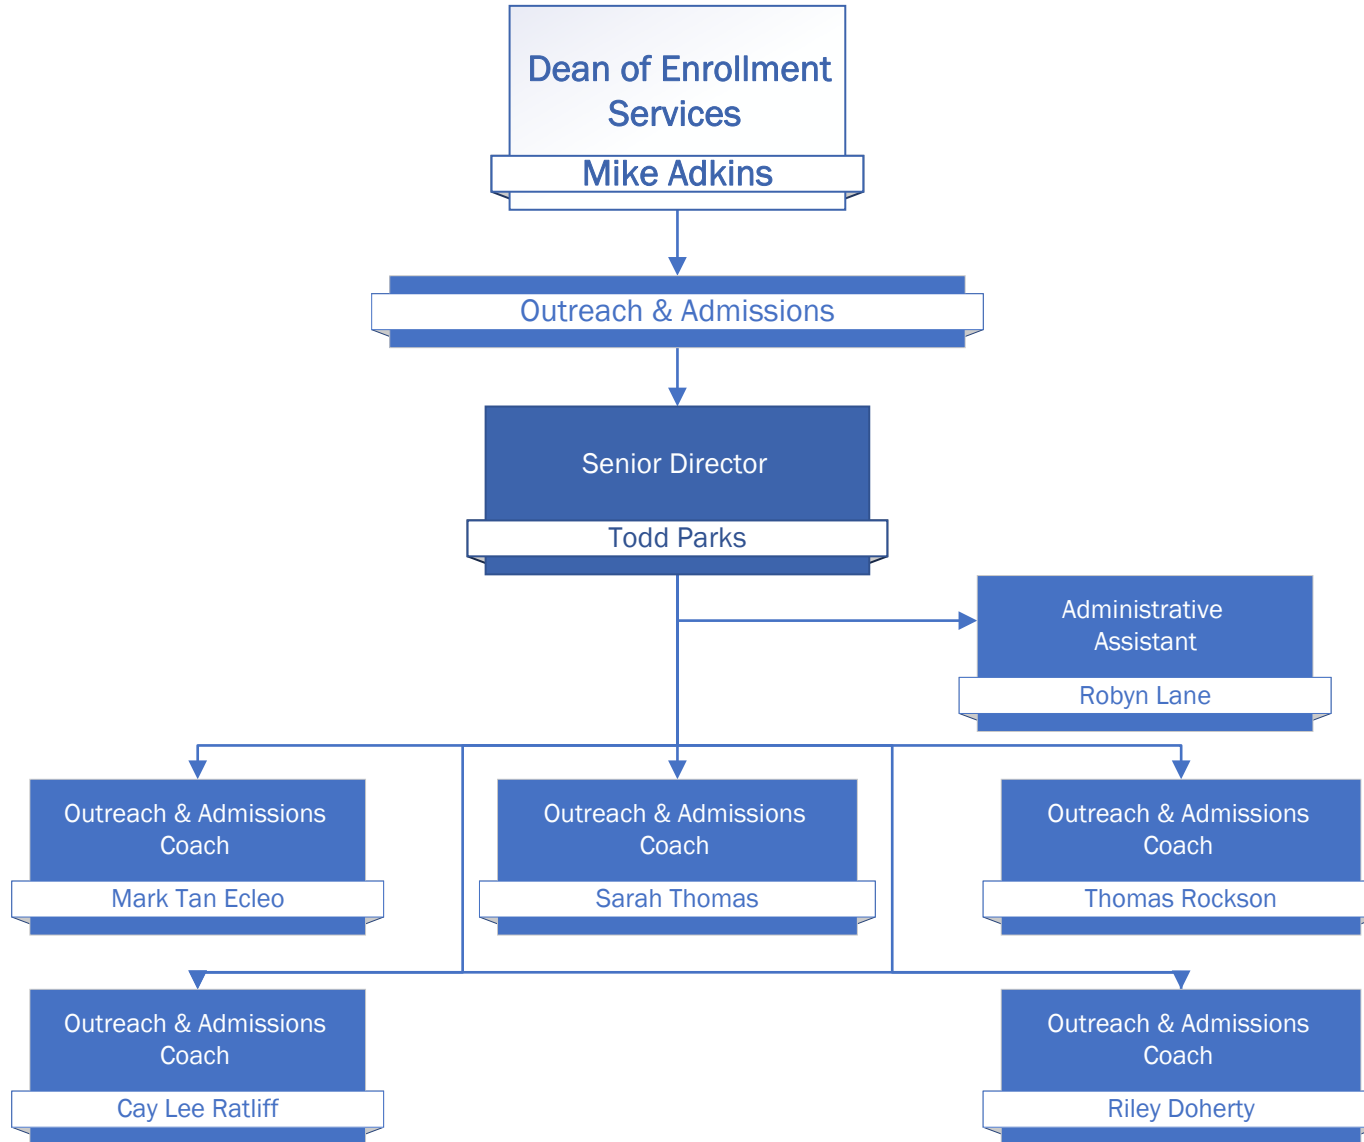 Dean of Enrollment
Services
Mike Adkins
Outreach & Admissions
Senior Director
Todd Parks
Administrative
Assistant
Robyn Lane
Outreach & Admissions
Coach
Mark Tan Ecleo
Outreach & Admissions
Coach
Sarah Thomas
Outreach & Admissions
Coach
Thomas Rockson
Outreach & Admissions
Coach
Cay Lee Ratliff
Outreach & Admissions
Coach
Riley Doherty